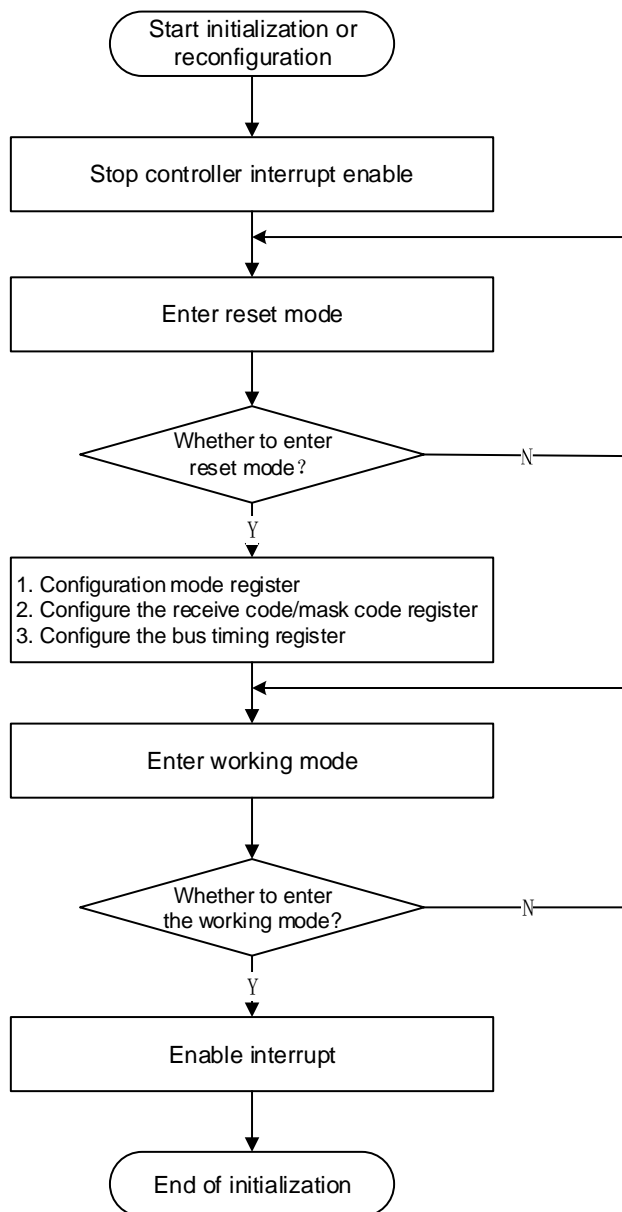 Start initialization or
reconfiguration
Stop controller interrupt enable
Enter reset mode
Whether to enter
reset mode？
N
Y
1. Configuration mode register
2. Configure the receive code/mask code register
3. Configure the bus timing register
Enter working mode
Whether to enter
the working mode?
N
Y
Enable interrupt
End of initialization